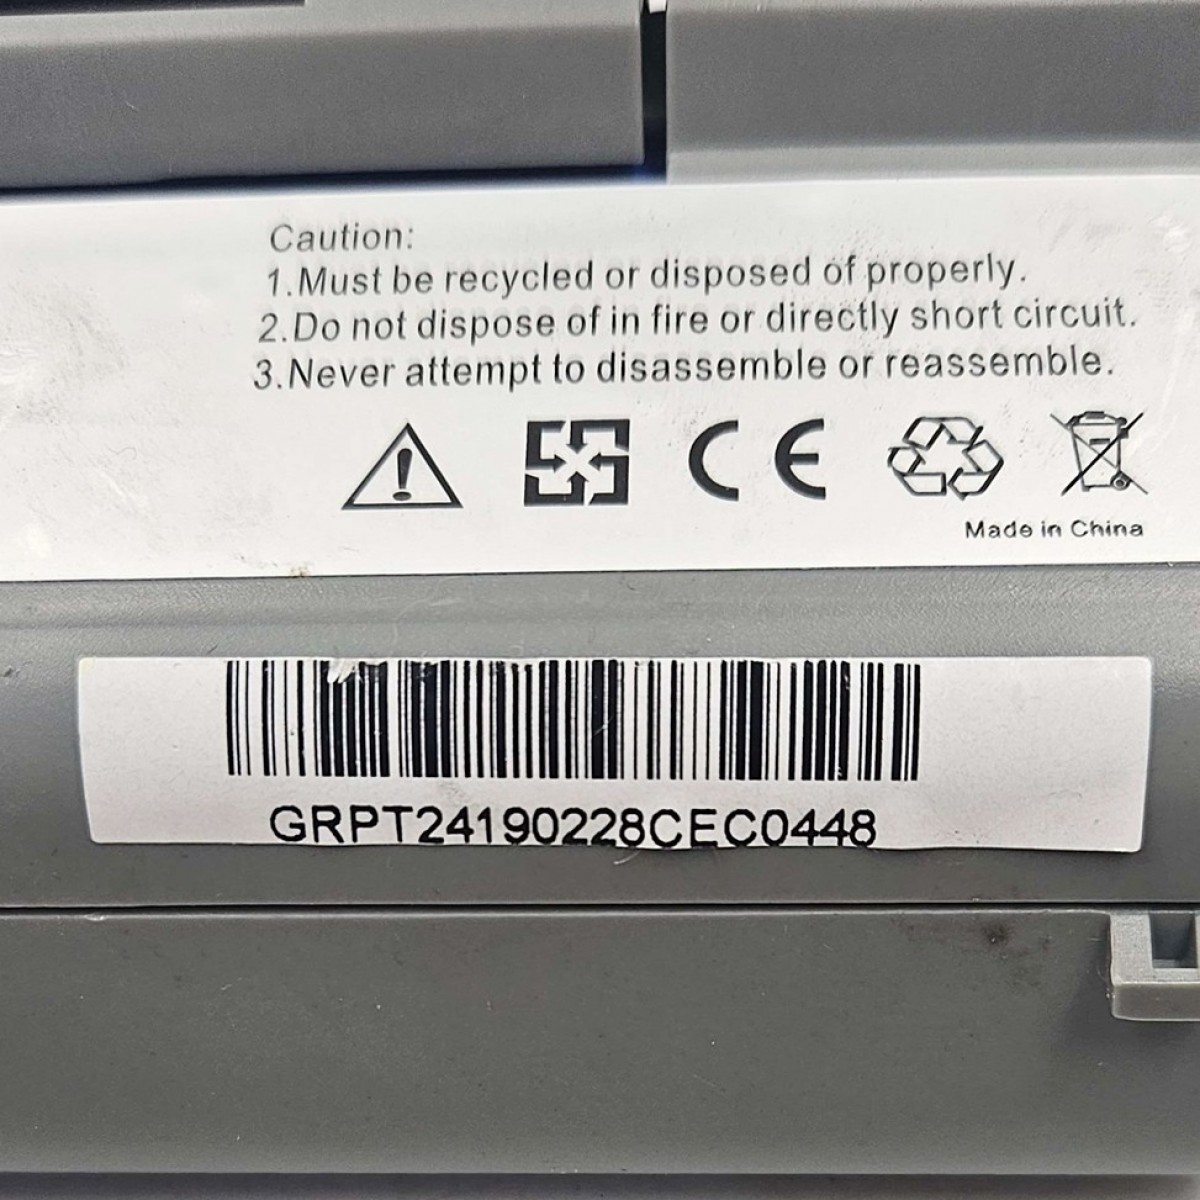 Caution:
1.Must be recycled or disposed of properly.
2.Do not dispose of in fire or directly short circuit.
3.Never attempt to disassemble or reassemble.
CE
Made in China
GRPT24190228CEC0448